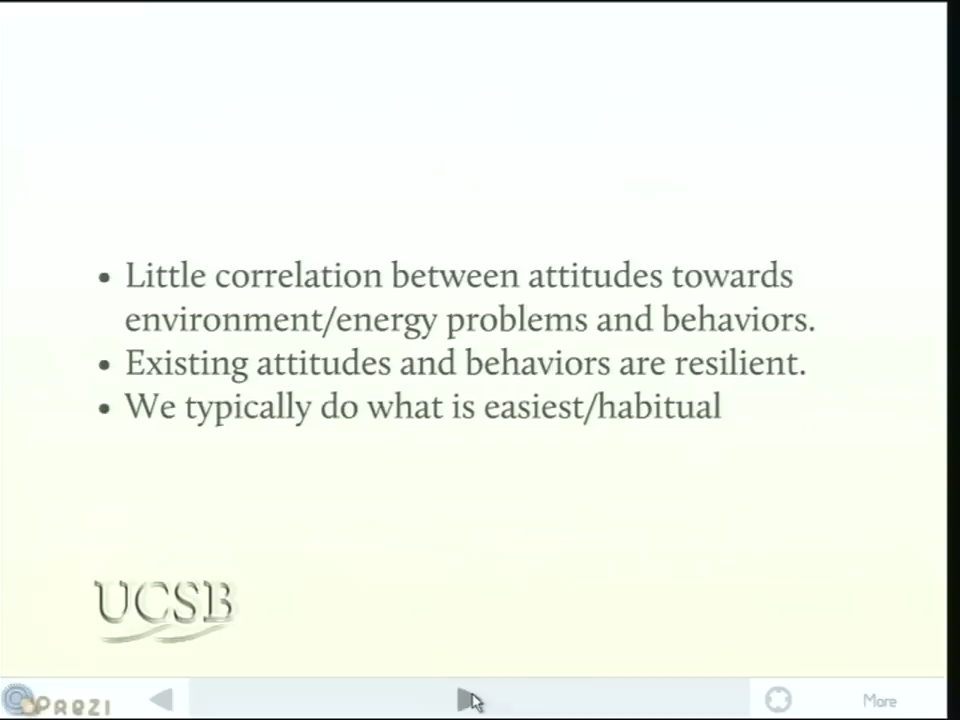 • Little correlation between attitudes towards
environment/energy problems and behaviors.
• Existing attitudes and behaviors are resilient.
• We typically do what is easiest/habitual
UCSB
PREZI
More